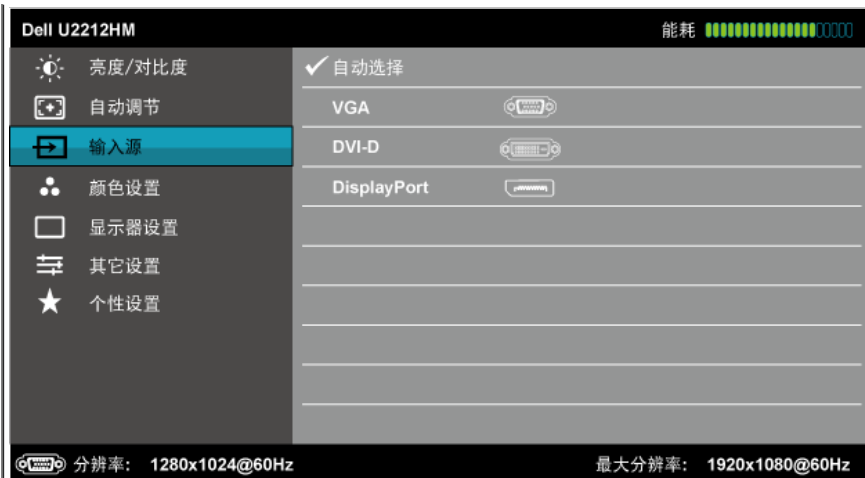 Dell U2212HM 能耗
亮度/对比度 自动选择
自动调节 VGA
输入源 DVI-D
颜色设置 DisplayPort
显示器设置
其它设置
个性设置
分辨率: 1280x1024@60Hz 最大分辨率: 1920x1080@60Hz